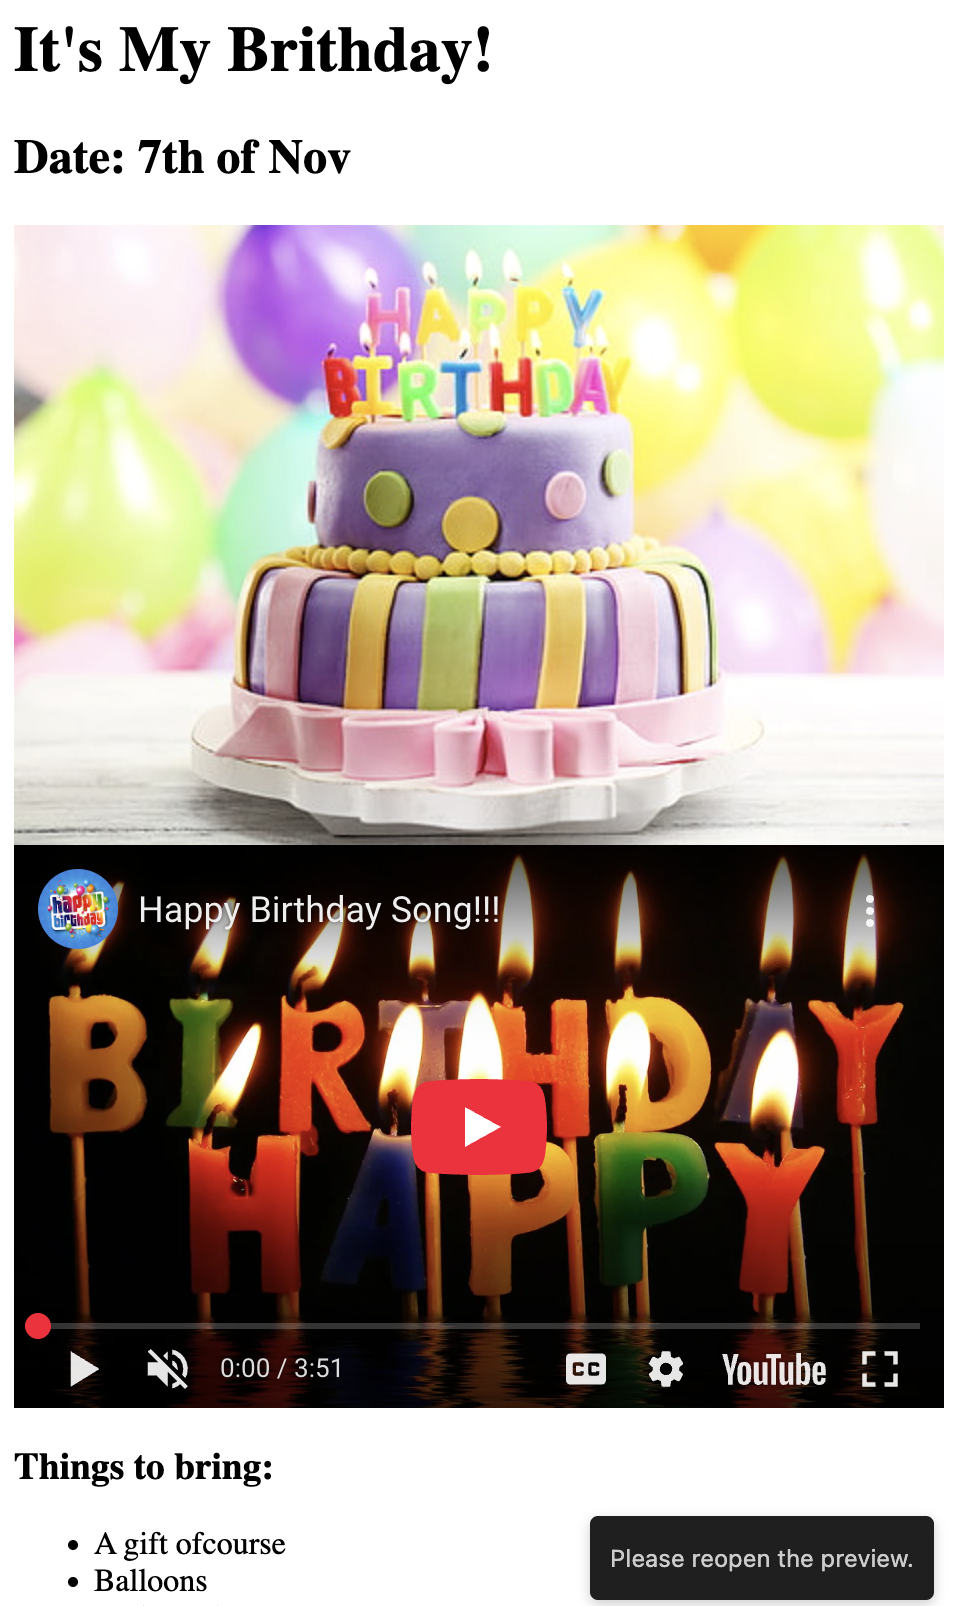 It's My Brithday!
Date: 7th of Nov
HAPPY
BIRTHDAY
happy
birthday
Happy Birthday Song!!!
BIRTHDAY
HAPPY
0:00 / 3:51
CC
YouTube
Things to bring:
A gift ofcourse
Balloons
Please reopen the preview.